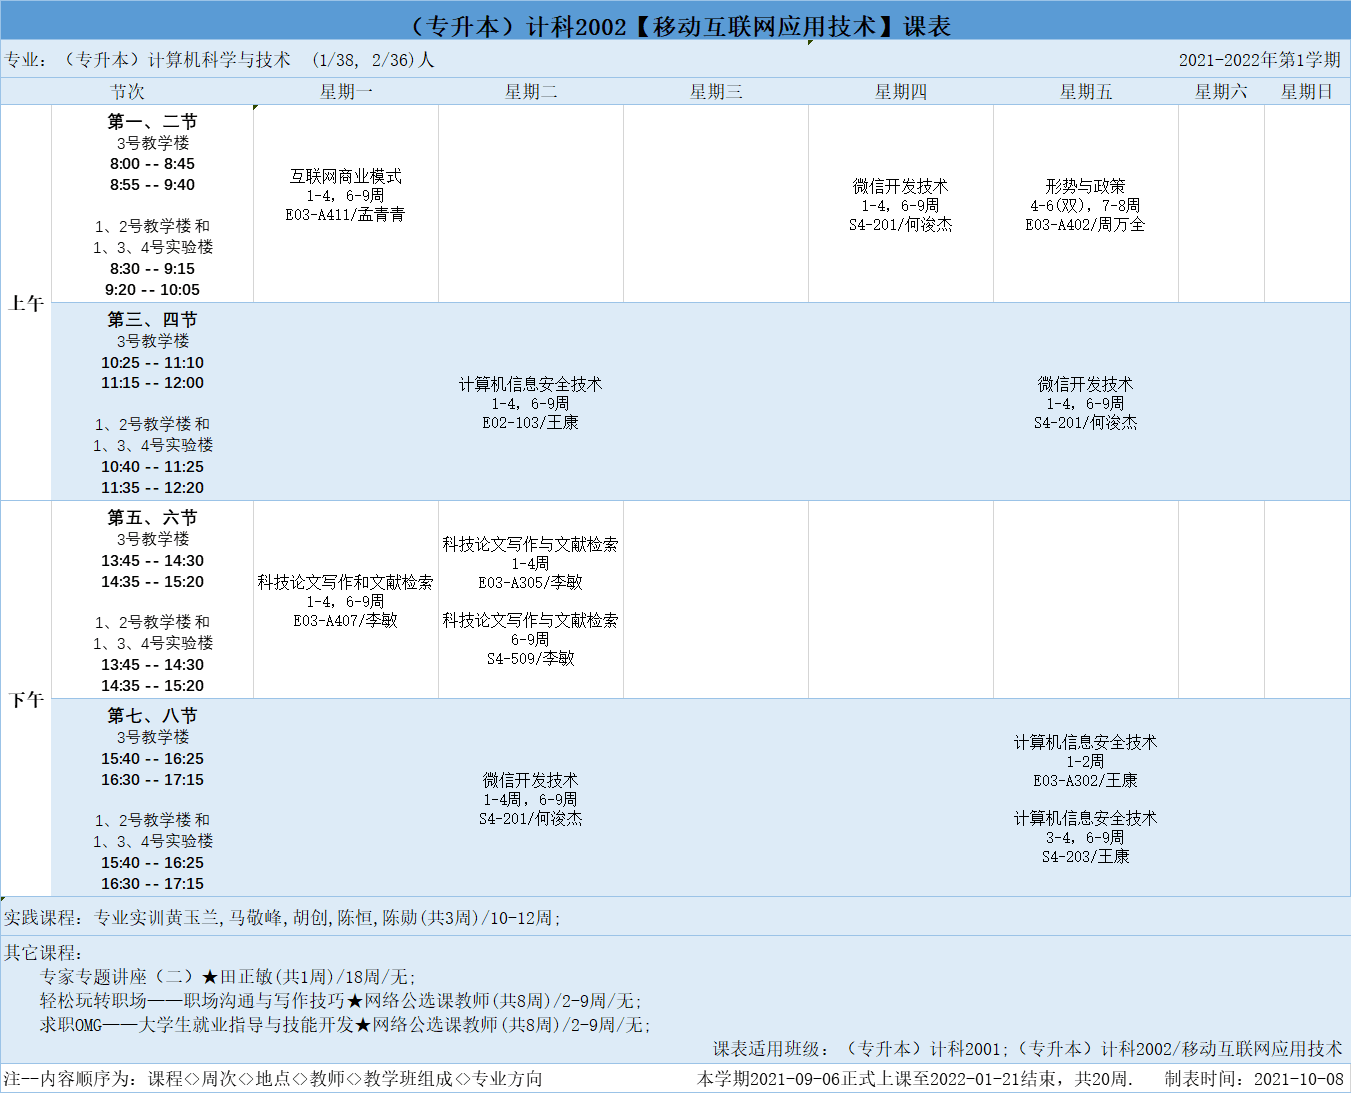 （专升本）计科2002【移动互联网应用技术】课表
专业：（专升本）计算机科学与技术 (1/38, 2/36)人
2021-2022年第1学期
节次 星期一 星期二 星期三 星期四 星期五 星期六 星期日
上午
第一、二节
3号教学楼
8:00 -- 8:45
8:55 -- 9:40
1、2号教学楼 和
1、3、4号实验楼
8:30 -- 9:15
9:20 -- 10:05
互联网商业模式
1-4, 6-9周
E03-A411/孟青青
微信开发技术
1-4, 6-9周
S4-201/何浚杰
形势与政策
4-6(双), 7-8周
E03-A402/周万全
第三、四节
3号教学楼
10:25 -- 11:10
11:15 -- 12:00
1、2号教学楼 和
1、3、4号实验楼
10:40 -- 11:25
11:35 -- 12:20
计算机信息安全技术
1-4, 6-9周
E02-103/王康
微信开发技术
1-4, 6-9周
S4-201/何浚杰
下午
第五、六节
3号教学楼
13:45 -- 14:30
14:35 -- 15:20
1、2号教学楼 和
1、3、4号实验楼
13:45 -- 14:30
14:35 -- 15:20
科技论文写作和文献检索
1-4, 6-9周
E03-A407/李敏
科技论文写作与文献检索
1-4周
E03-A305/李敏
科技论文写作与文献检索
6-9周
S4-509/李敏
第七、八节
3号教学楼
15:40 -- 16:25
16:30 -- 17:15
1、2号教学楼 和
1、3、4号实验楼
15:40 -- 16:25
16:30 -- 17:15
微信开发技术
1-4周, 6-9周
S4-201/何浚杰
计算机信息安全技术
1-2周
E03-A302/王康
计算机信息安全技术
3-4, 6-9周
S4-203/王康
实践课程：专业实训黄玉兰,马敬峰,胡创,陈恒,陈勋(共3周)/10-12周;
其它课程：
专家专题讲座（二）★田正敏(共1周)/18周/无;
轻松玩转职场——职场沟通与写作技巧★网络公选课教师(共8周)/2-9周/无;
求职OMG——大学生就业指导与技能开发★网络公选课教师(共8周)/2-9周/无;
课表适用班级：（专升本）计科2001;（专升本）计科2002/移动互联网应用技术
注--内容顺序为：课程<>周次<>地点<>教师<>教学班组成<>专业方向
本学期2021-09-06正式上课至2022-01-21结束，共20周. 制表时间：2021-10-08